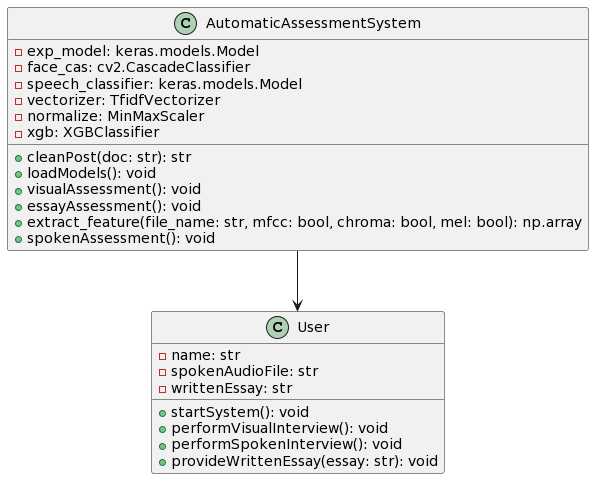 C AutomaticAssessmentSystem
exp_model: keras.models.Model
face_cas: cv2.CascadeClassifier
speech_classifier: keras.models.Model
vectorizer: TfidfVectorizer
normalize: MinMaxScaler
xgb: XGBClassifier
cleanPost(doc: str): str
loadModels(): void
visualAssessment(): void
essayAssessment(): void
extract_feature(file_name: str, mfcc: bool, chroma: bool, mel: bool): np.array
spokenAssessment(): void
C User
name: str
spokenAudioFile: str
writtenEssay: str
startSystem(): void
performVisualInterview(): void
performSpokenInterview(): void
provideWrittenEssay(essay: str): void